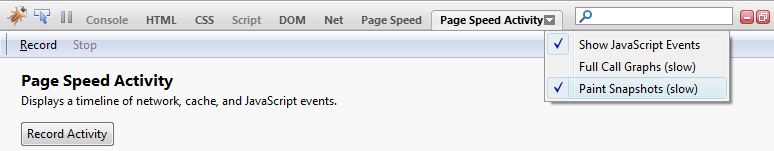 Console HTML CSS Script DOM Net Page Speed Page Speed Activity
Record Stop
Show JavaScript Events
Full Call Graphs (slow)
Paint Snapshots (slow)
Page Speed Activity
Displays a timeline of network, cache, and JavaScript events.
Record Activity